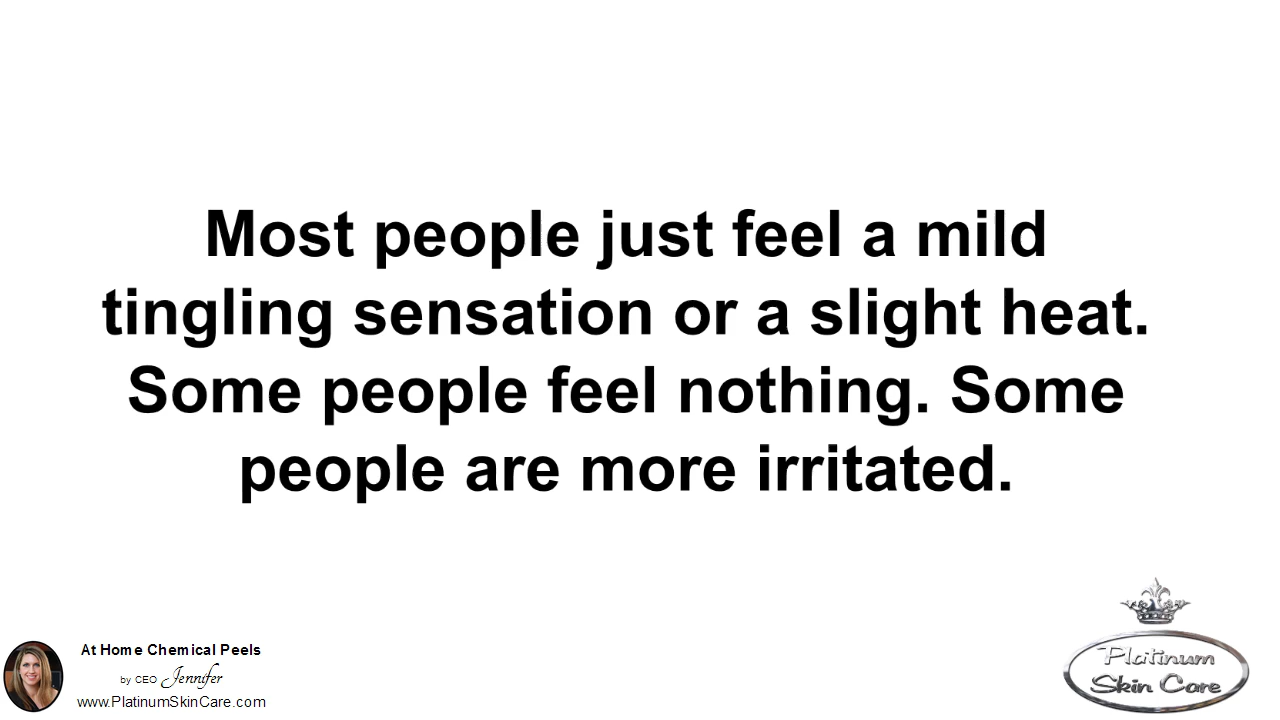 Most people just feel a mild
tingling sensation or a slight heat.
Some people feel nothing. Some
people are more irritated.
At Home Chemical Peels
by CEO Jennifer
www.PlatinumSkinCare.com
Platinum
Skin Care